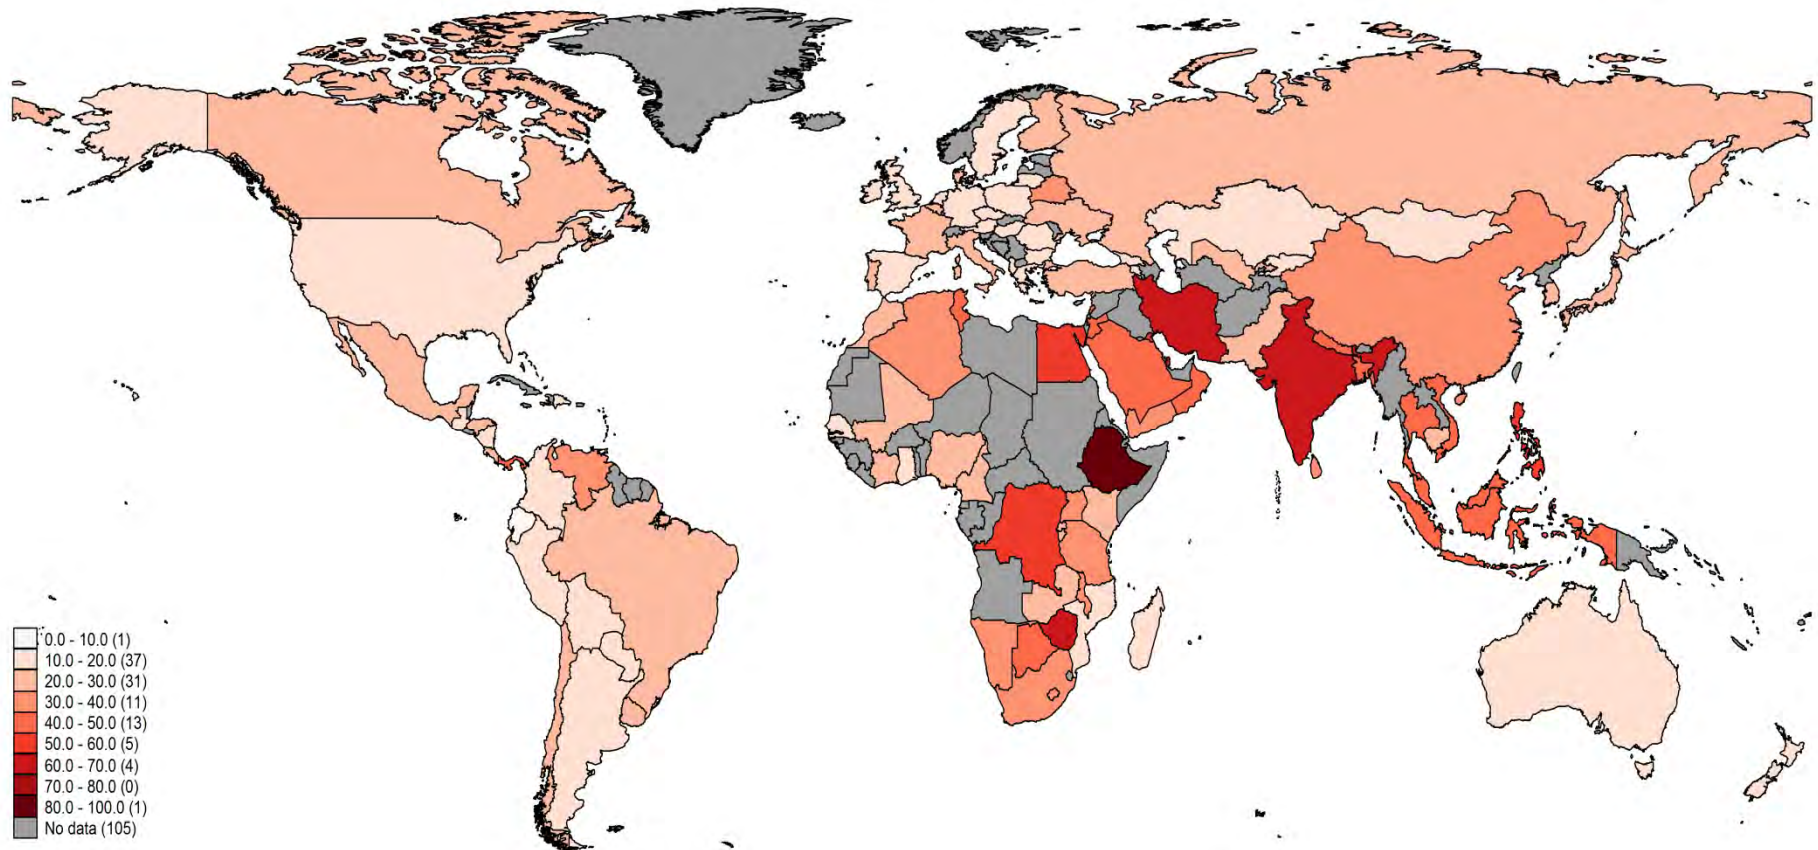 0.0 - 10.0 (1)
10.0 - 20.0 (37)
20.0 - 30.0 (31)
30.0 - 40.0 (11)
40.0 - 50.0 (13)
50.0 - 60.0 (5)
60.0 - 70.0 (4)
70.0 - 80.0 (0)
80.0 - 100.0 (1)
No data (105)